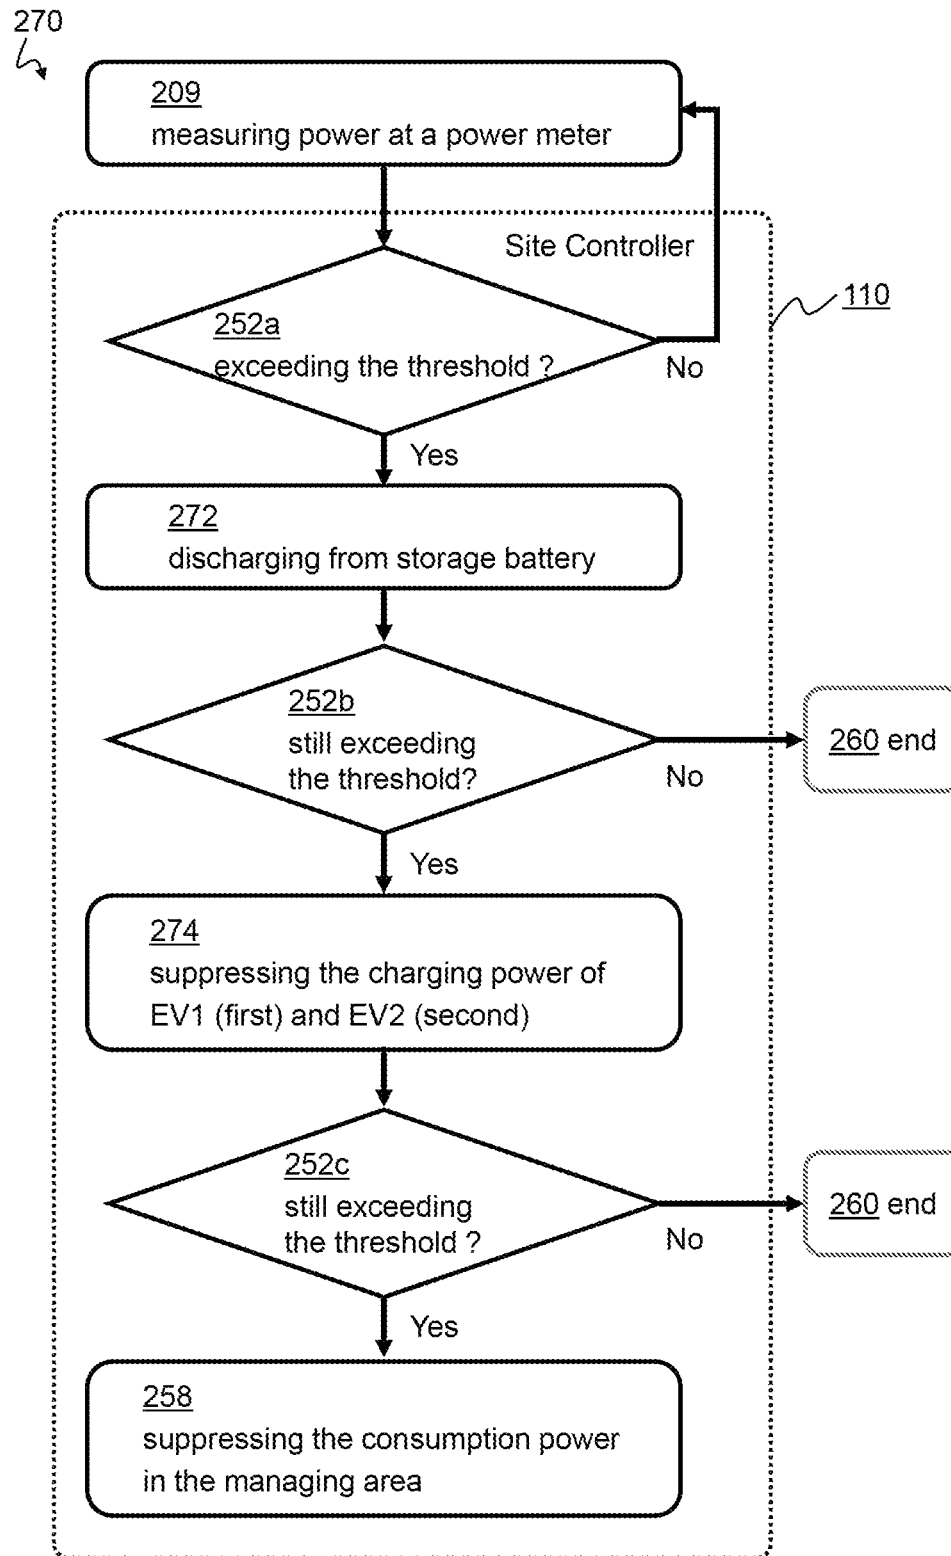 270
209
measuring power at a power meter
Site Controller
110
252a
exceeding the threshold ?
No
Yes
272
discharging from storage battery
252b
still exceeding
the threshold?
No
260 end
Yes
274
suppressing the charging power of
EV1 (first) and EV2 (second)
252c
still exceeding
the threshold ?
No
260 end
Yes
258
suppressing the consumption power
in the managing area